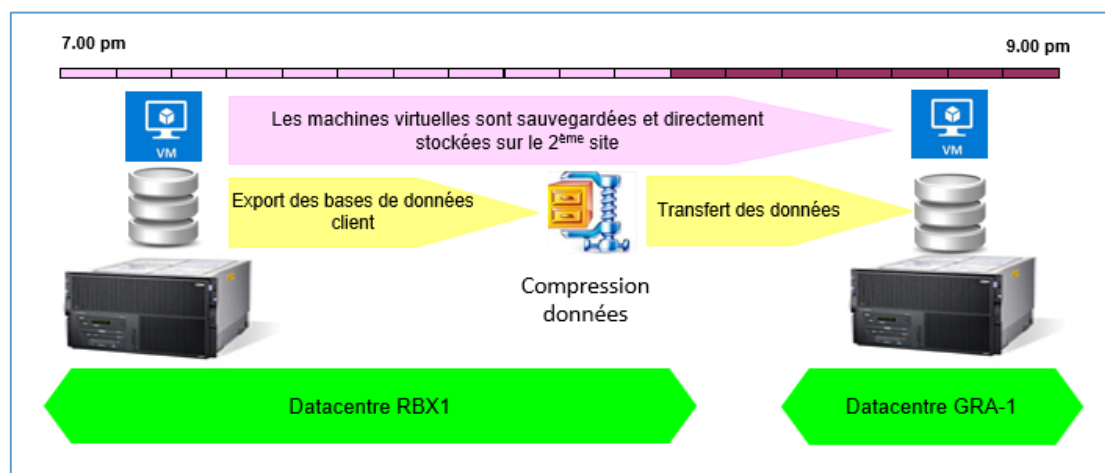 7.00 pm
9.00 pm
VM
Les machines virtuelles sont sauvegardées et directement
stockées sur le 2ème site
VM
Export des bases de données
client
Transfert des données
Compression
données
Datacentre RBX1
Datacentre GRA-1